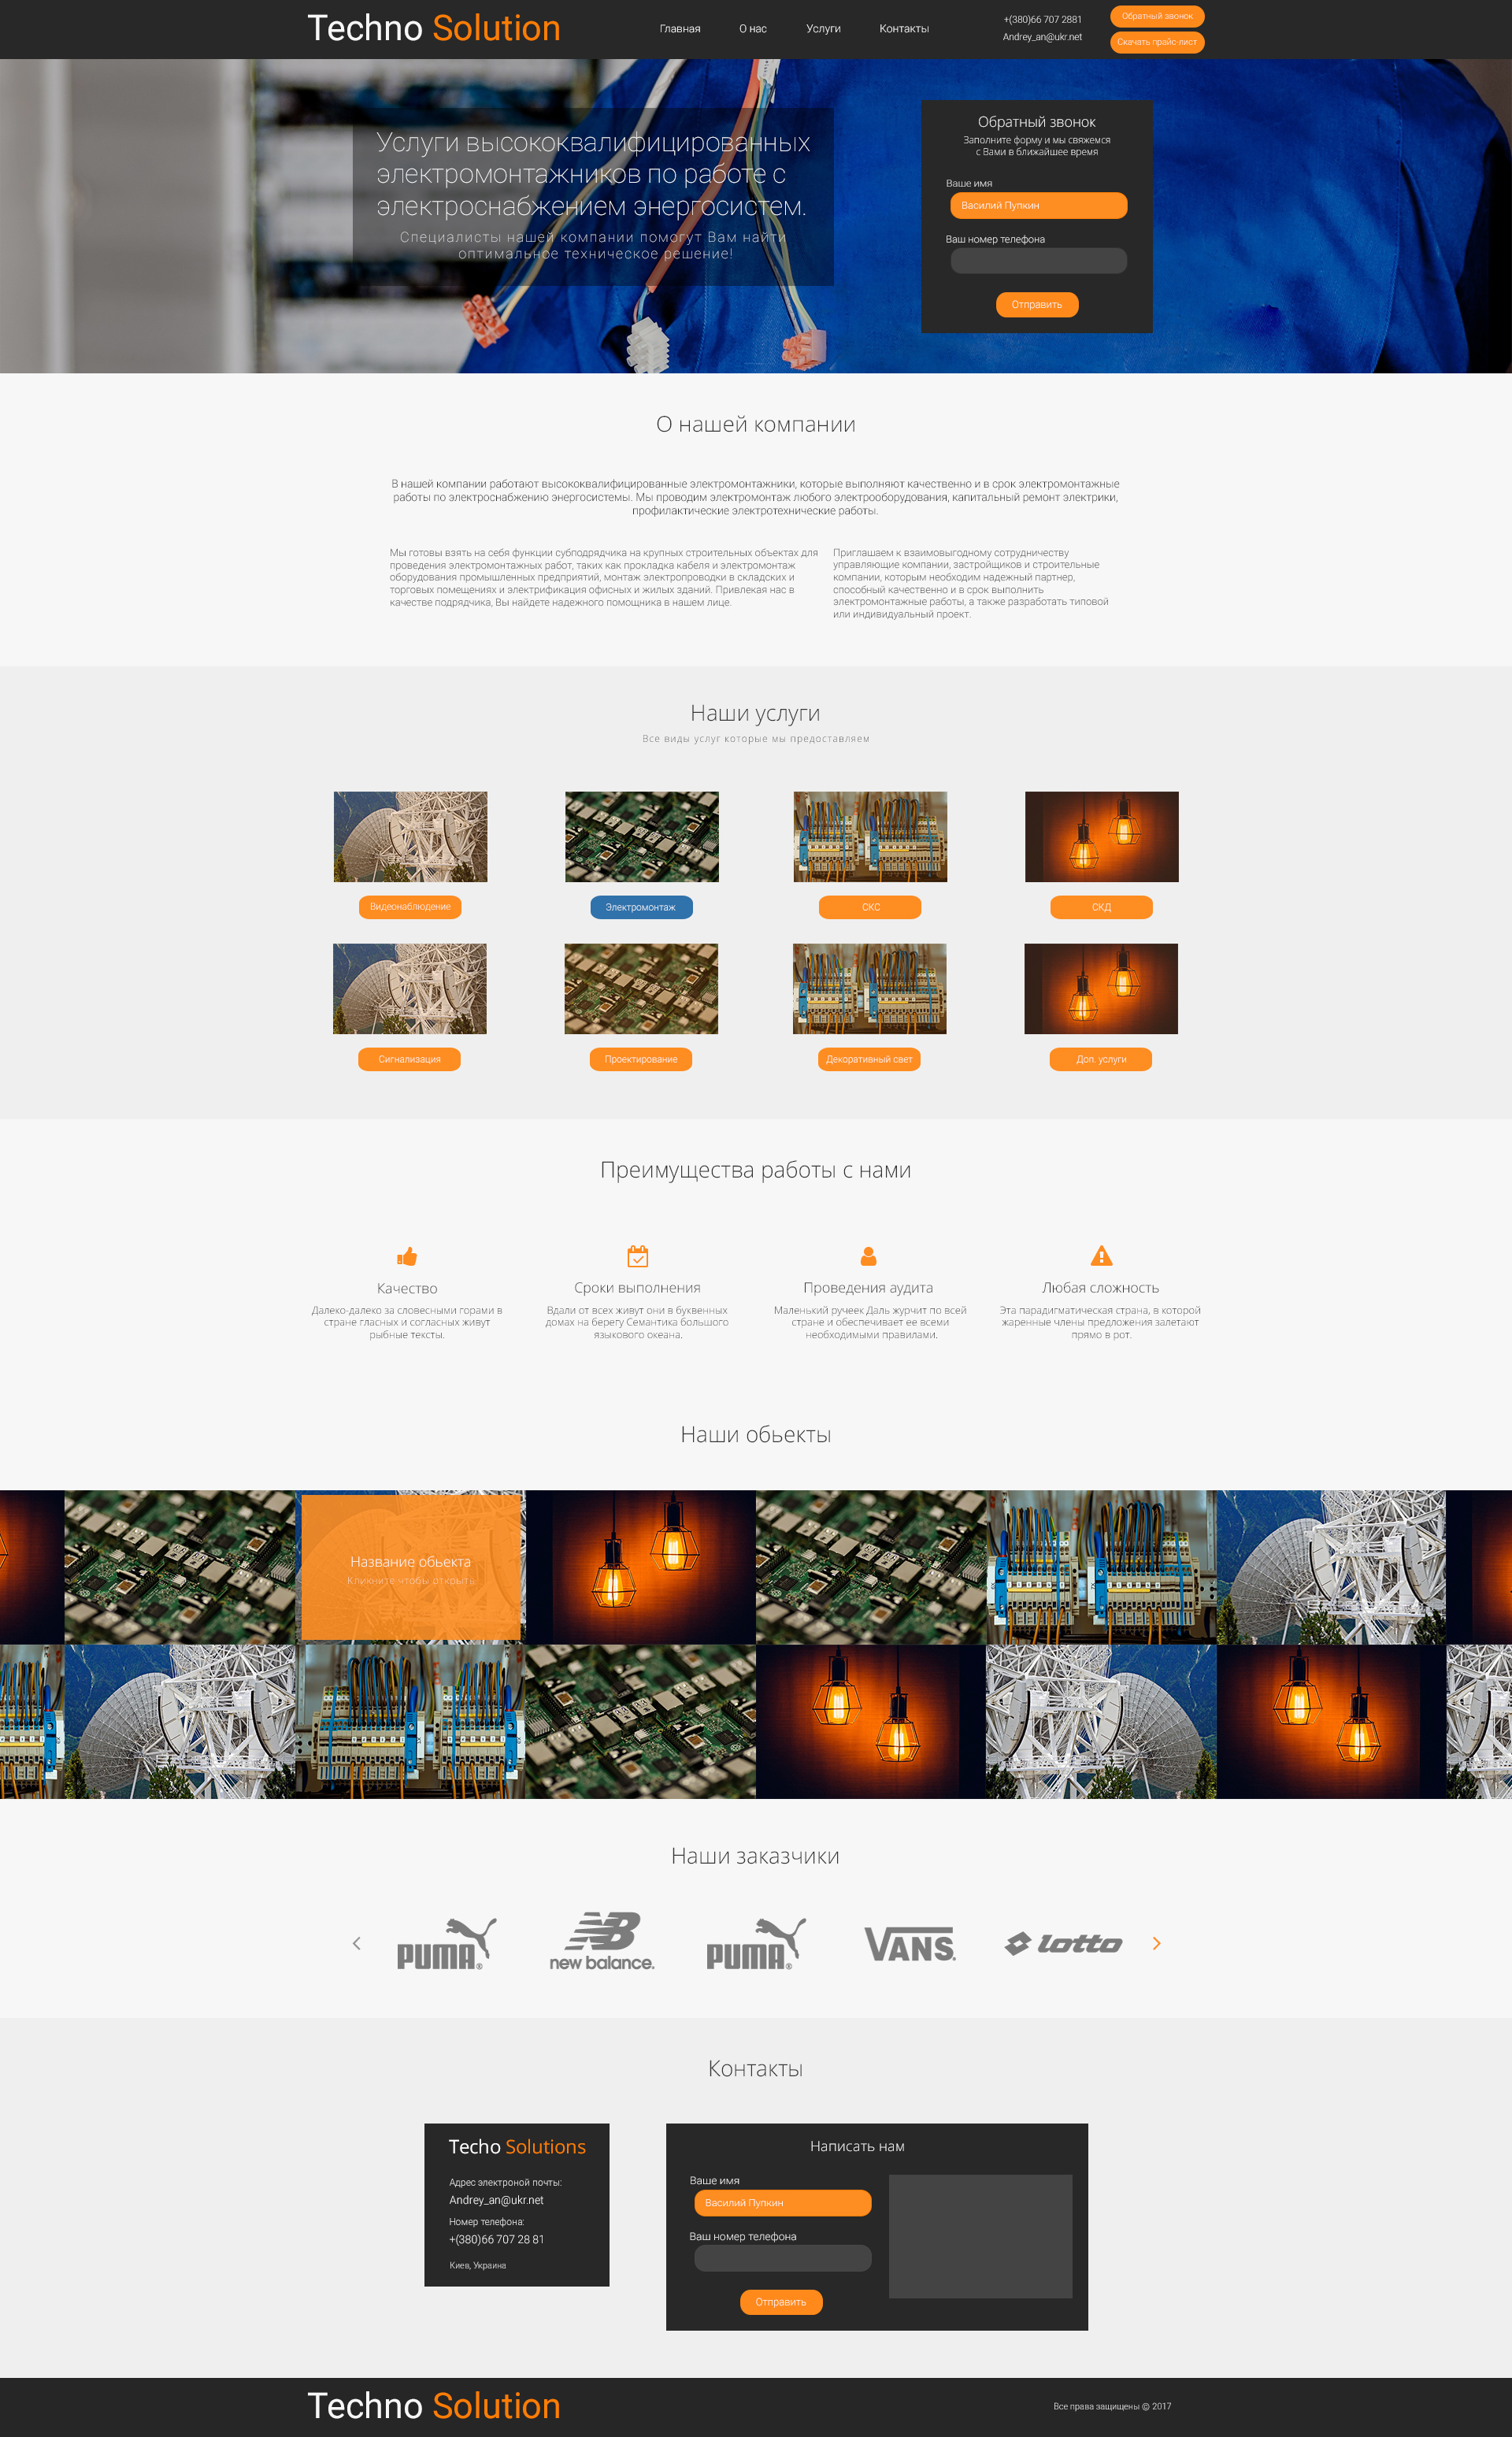 Techno Solution
Главная
О нас
Услуги
Контакты
+(380)66 707 2881
Andrey_an@ukr.net
Обратный звонок
Скачать прайс-лист
Услуги высококвалифицированных
электромонтажников по работе с
электроснабжением энергосистем.
Специалисты нашей компании помогут Вам найти
оптимальное техническое решение!
Обратный звонок
Заполните форму и мы свяжемся
с Вами в ближайшее время
Ваше имя
Василий Пупкин
Ваш номер телефона
Отправить
О нашей компании
В нашей компании работают высококвалифицированные электромонтажники, которые выполняют качественно и в срок электромонтажные
работы по электроснабжению энергосистемы. Мы проводим электромонтаж любого электрооборудования, капитальный ремонт электрики,
профилактические электротехнические работы.
Мы готовы взять на себя функции субподрядчика на крупных строительных объектах для
проведения электромонтажных работ, таких как прокладка кабеля и электромонтаж
оборудования промышленных предприятий, монтаж электропроводки в складских и
торговых помещениях и электрификация офисных и жилых зданий. Привлекая нас в
качестве подрядчика, Вы найдете надежного помощника в нашем лице.
Приглашаем к взаимовыгодному сотрудничеству
управляющие компании, застройщиков и строительные
компании, которым необходим надежный партнер,
способный качественно и в срок выполнить
электромонтажные работы, а также разработать типовой
или индивидуальный проект.
Наши услуги
Все виды услуг которые мы предоставляем
Видеонаблюдение
Электромонтаж
СКС
СКД
Сигнализация
Проектирование
Декоративный свет
Доп. услуги
Преимущества работы с нами
Качество
Далеко-далеко за словесными горами в
стране гласных и согласных живут
рыбные тексты.
Сроки выполнения
Вдали от всех живут они в буквенных
домах на берегу Семантика большого
языкового океана.
Проведения аудита
Маленький ручеек Даль журчит по всей
стране и обеспечивает ее всеми
необходимыми правилами.
Любая сложность
Эта парадигматическая страна, в которой
жаренные члены предложения залетают
прямо в рот.
Наши обьекты
Название обьекта
Кликните чтобы открыть
Наши заказчики
PUMA®
NB
new balance.
PUMA®
VANS®
lotto
Контакты
Techo Solutions
Адрес электроной почты:
Andrey_an@ukr.net
Номер телефона:
+(380)66 707 28 81
Киев, Украина
Написать нам
Ваше имя
Василий Пупкин
Ваш номер телефона
Отправить
Techno Solution
Все права защищены © 2017